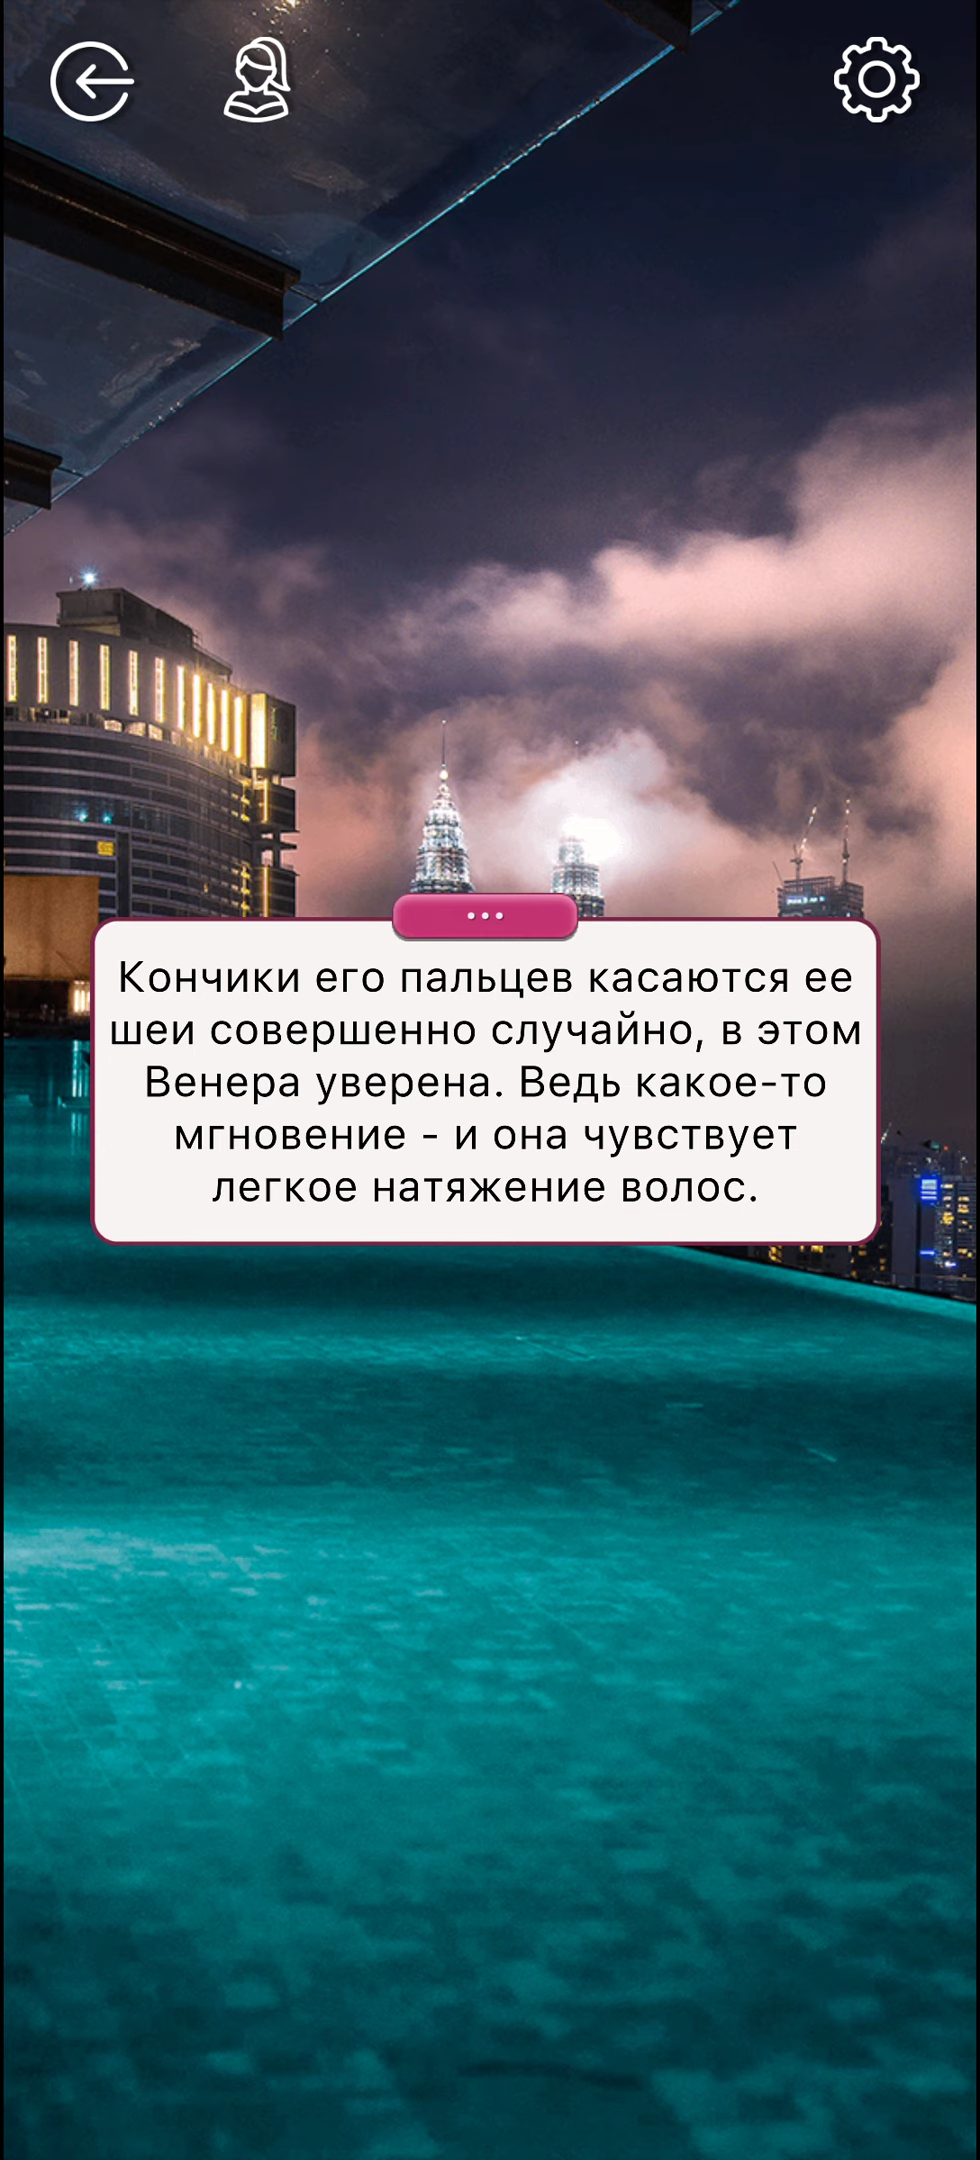 Кончики его пальцев касаются ее
шеи совершенно случайно, в этом
Венера уверена. Ведь какое-то
мгновение - и она чувствует
легкое натяжение волос.